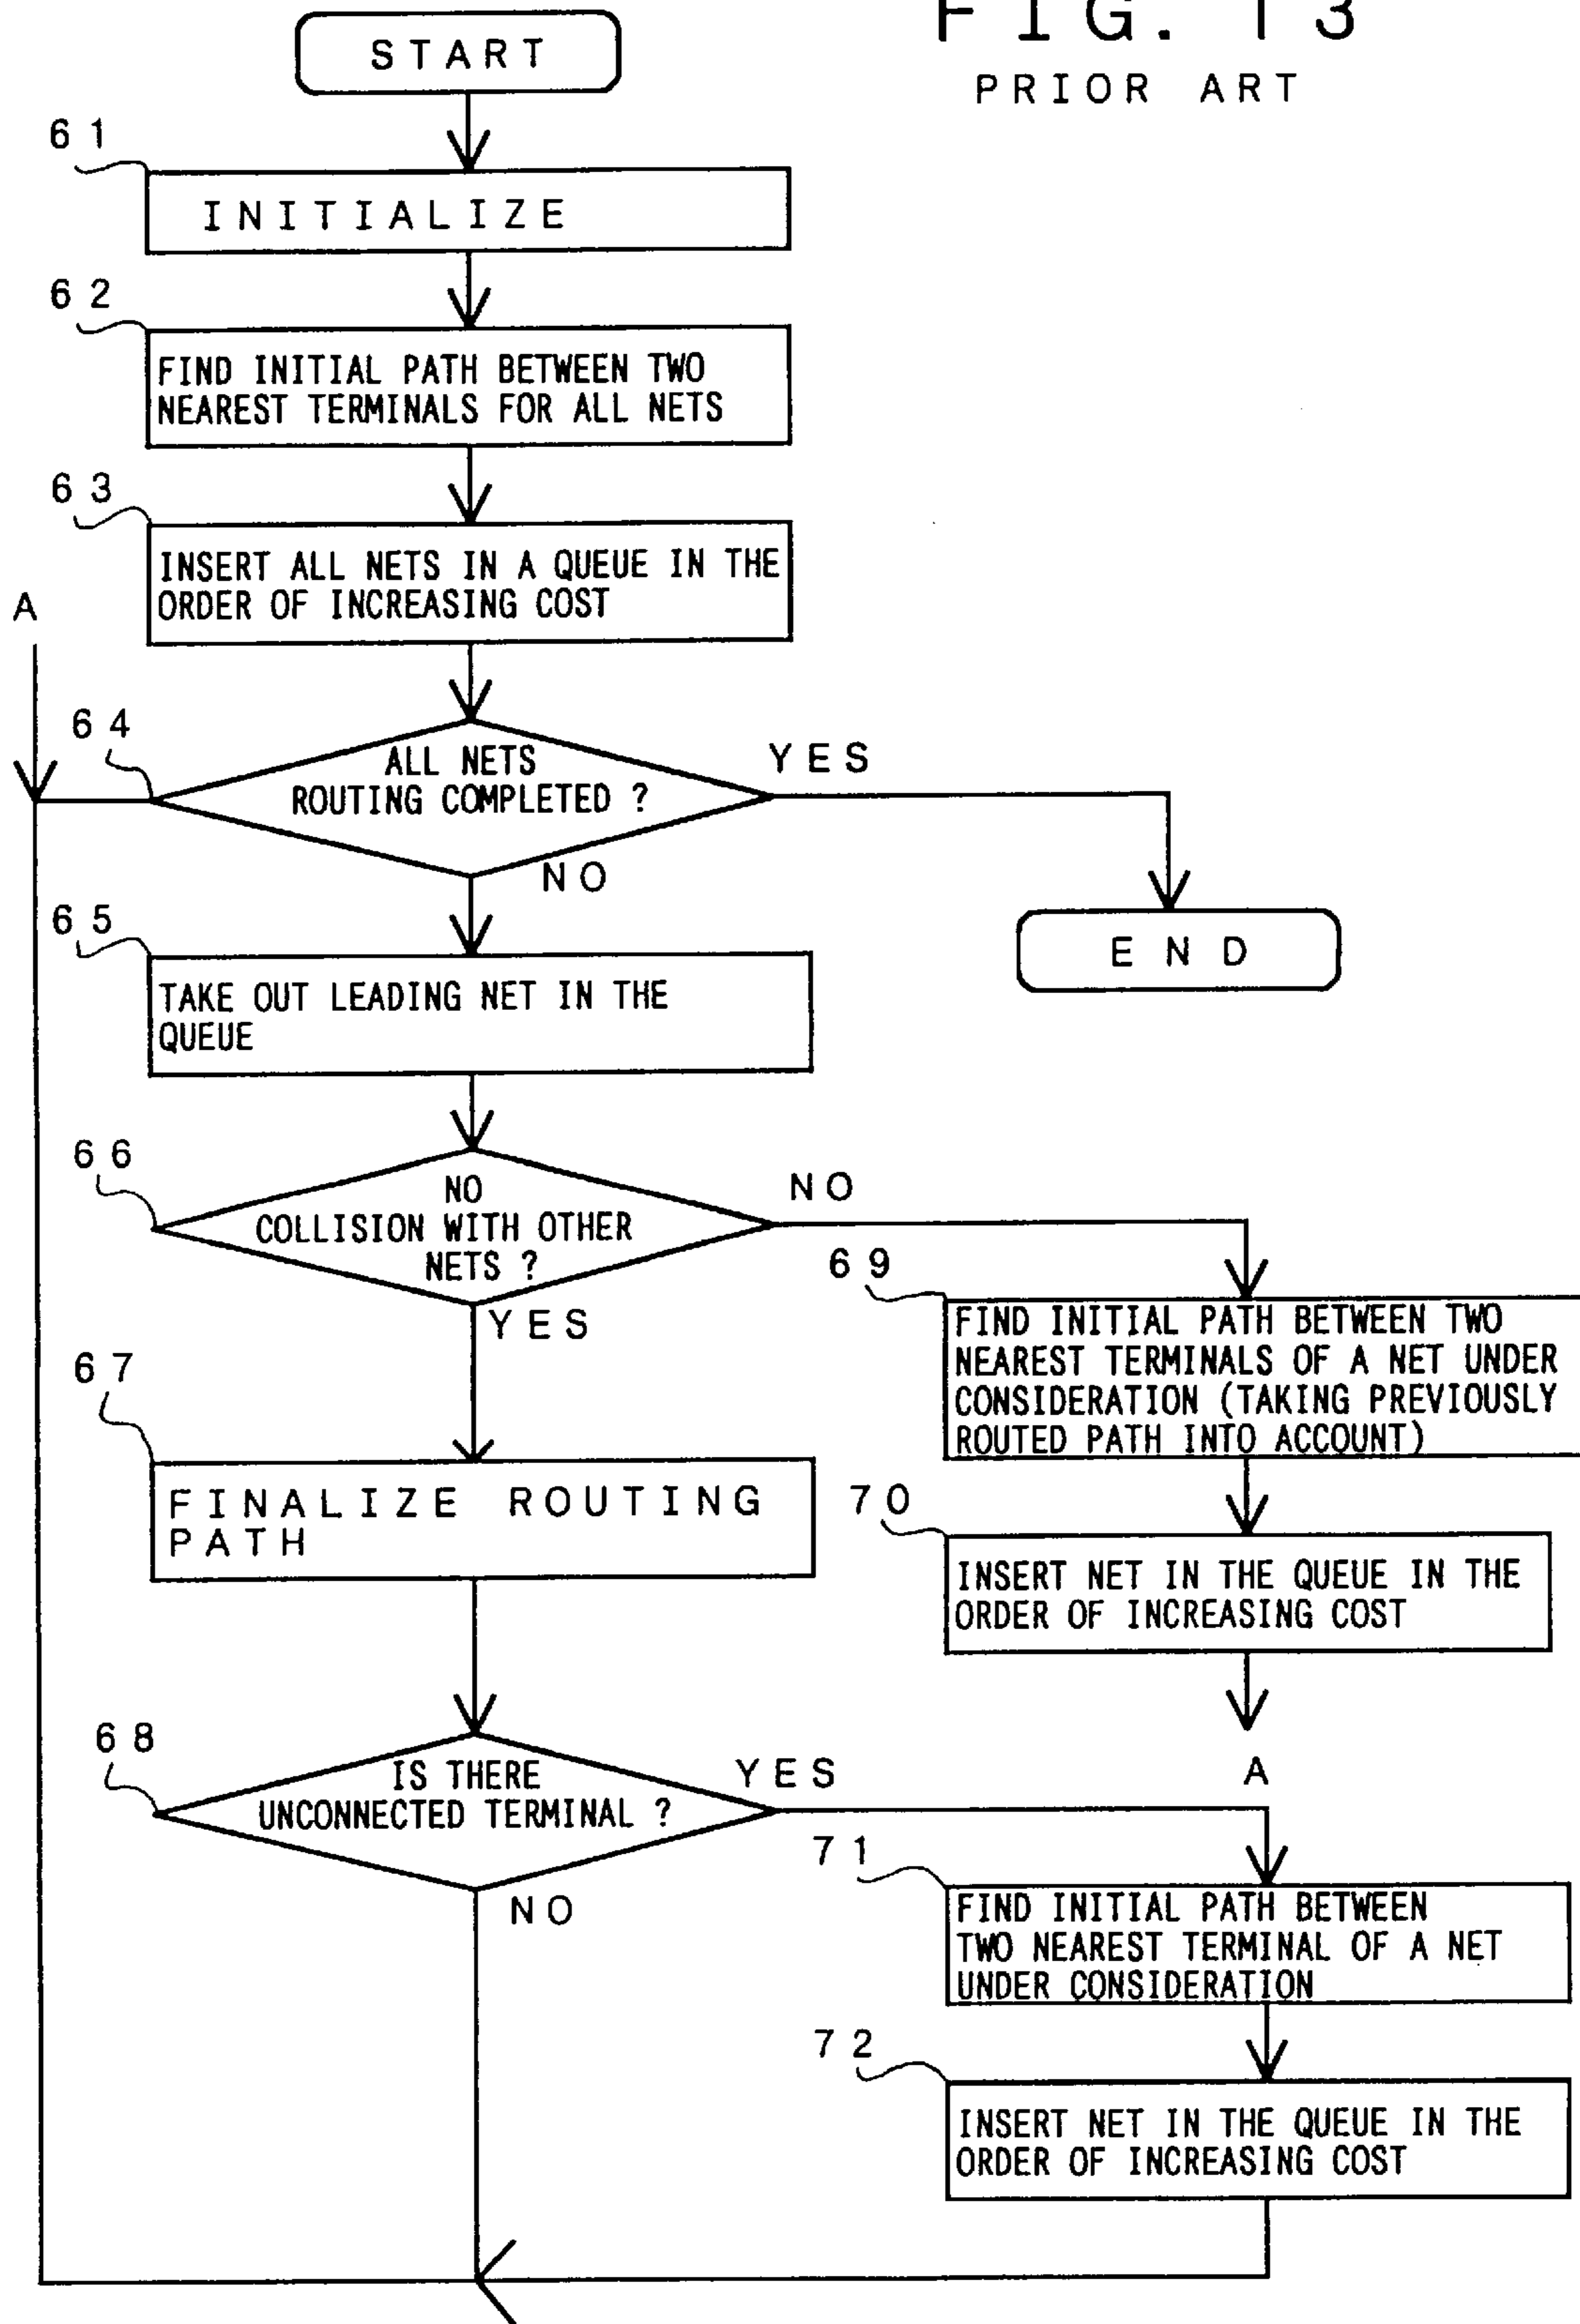 FIG. 13
PRIOR ART
START
61
INITIALIZE
62
FIND INITIAL PATH BETWEEN TWO
NEAREST TERMINALS FOR ALL NETS
63
INSERT ALL NETS IN A QUEUE IN THE
ORDER OF INCREASING COST
A
64
ALL NETS
ROUTING COMPLETED ?
YES
NO
END
65
TAKE OUT LEADING NET IN THE
QUEUE
66
NO
COLLISION WITH OTHER
NETS ?
NO
YES
69
FIND INITIAL PATH BETWEEN TWO
NEAREST TERMINALS OF A NET UNDER
CONSIDERATION (TAKING PREVIOUSLY
ROUTED PATH INTO ACCOUNT)
67
FINALIZE ROUTING
PATH
70
INSERT NET IN THE QUEUE IN THE
ORDER OF INCREASING COST
A
68
IS THERE
UNCONNECTED TERMINAL ?
YES
NO
71
FIND INITIAL PATH BETWEEN
TWO NEAREST TERMINAL OF A NET
UNDER CONSIDERATION
72
INSERT NET IN THE QUEUE IN THE
ORDER OF INCREASING COST